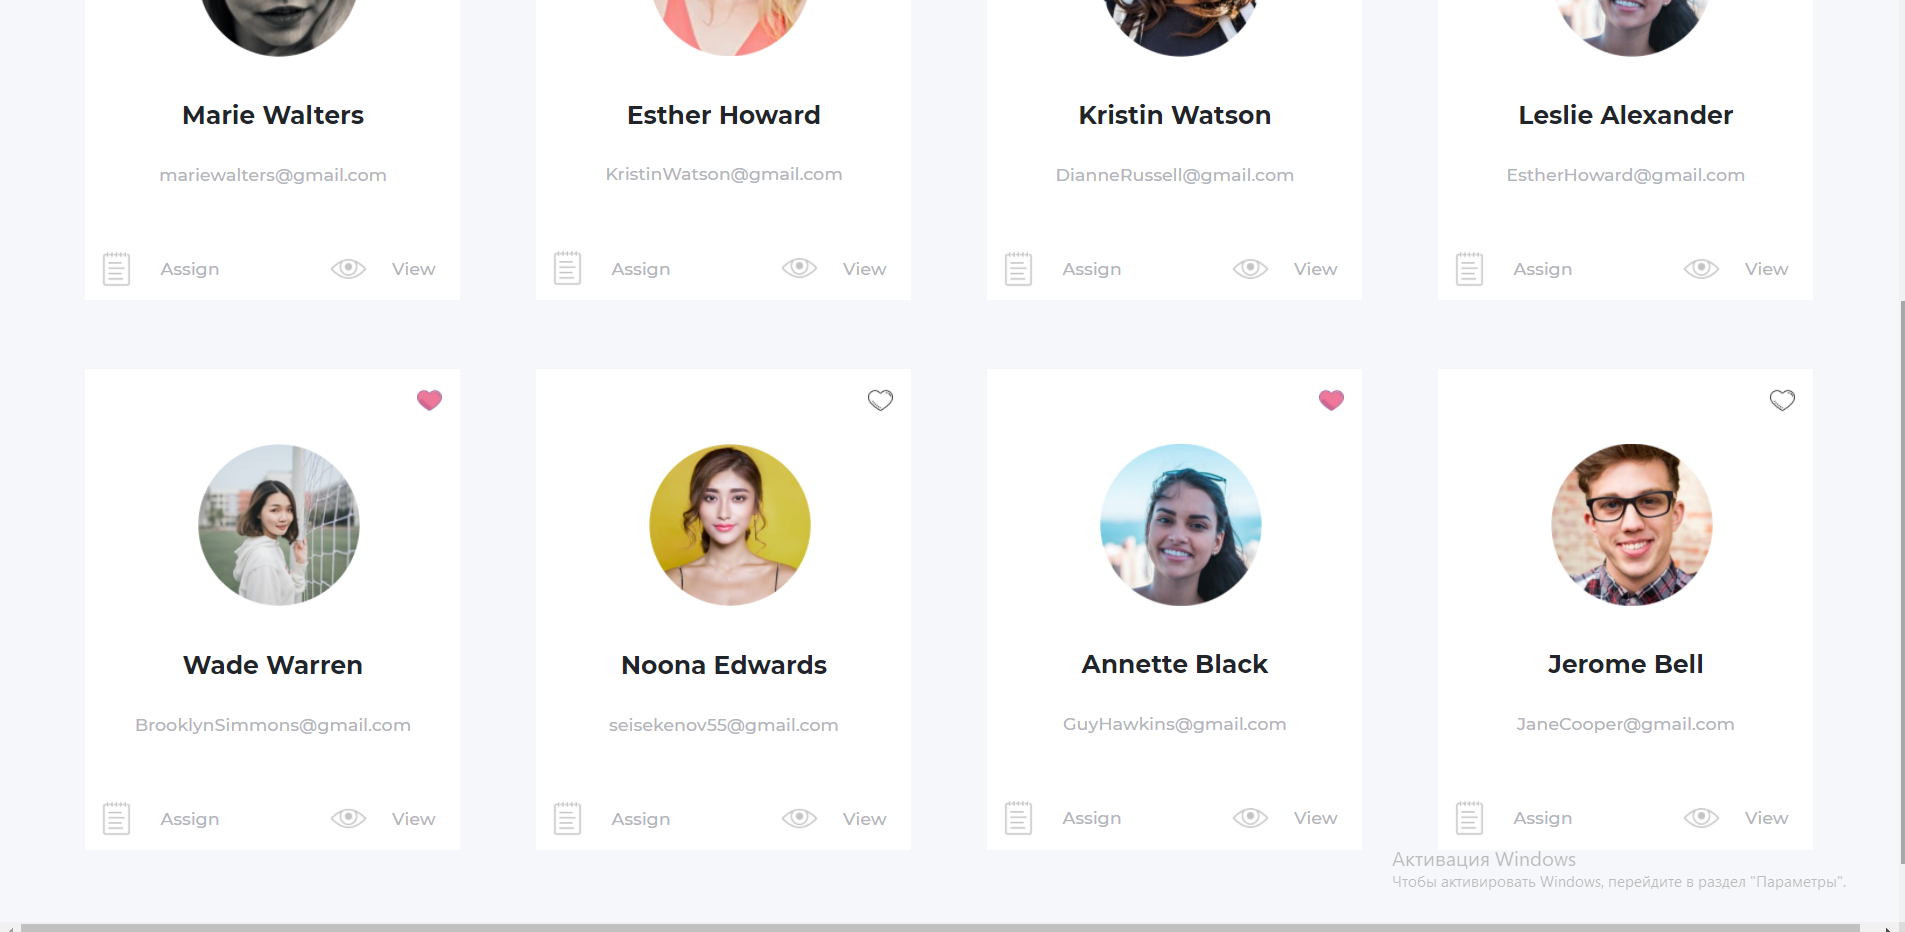 Marie Walters
Esther Howard
Kristin Watson
Leslie Alexander
mariewalters@gmail.com
KristinWatson@gmail.com
DianneRussell@gmail.com
EstherHoward@gmail.com
Assign
View
Assign
View
Assign
View
Assign
View
Wade Warren
Noona Edwards
Annette Black
Jerome Bell
BrooklynSimmons@gmail.com
seisekenov55@gmail.com
GuyHawkins@gmail.com
JaneCooper@gmail.com
Assign
View
Assign
View
Assign
View
Assign
View
Активация Windows
Чтобы активировать Windows, перейдите в раздел "Параметры".